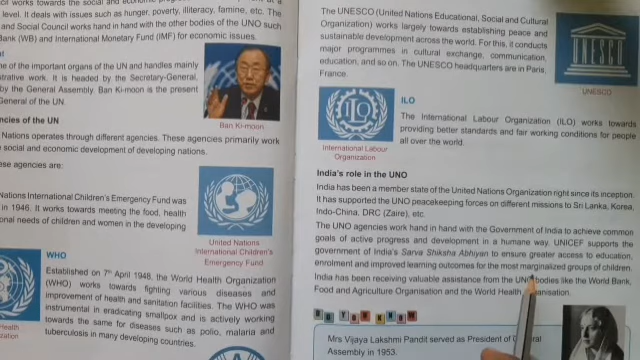 cil works towards the social and economic
level. It deals with issues such as hunger, poverty, illiteracy, famine, etc. The
and Social Council works hand in hand with the other bodies of the UNO such
Bank (WB) and International Monetary Fund (IMF) for economic issues.
ne of the important organs of the UN and handles mainly
strative work. It is headed by the Secretary-General,
by the General Assembly. Ban Ki-moon is the present
General of the UN.
Ban Ki-moon
ncies of the UN
Nations operates through different agencies. These agencies primarily work
social and economic development of developing nations.
ese agencies are:
Nations International Children's Emergency Fund was
in 1946. It works towards meeting the food, health
onal needs of children and women in the developing
United Nations
International Children's
Emergency Fund
WHO
Established on 7th April 1948, the World Health Organization
(WHO) works towards fighting various diseases and
improvement of health and sanitation facilities. The WHO was
instrumental in eradicating smallpox and is actively working
towards the same for diseases such as polio, malaria and
tuberculosis in many developing countries.
Health
zation
The UNESCO (United Nations Educational, Social and Cultural
Organization) works largely towards establishing peace and
sustainable development across the world. For this, it conducts
major programmes in cultural exchange, communication,
education, and so on. The UNESCO headquarters are in Paris,
France.
UNESCO
UNESCO
ILO
The International Labour Organization (ILO) works towards
providing better standards and fair working conditions for people
all over the world.
International Labour
Organization
India's role in the UNO
India has been a member state of the United Nations Organization right since its inception.
It has supported the UNO peacekeeping forces on different missions to Sri Lanka, Korea,
Indo-China, DRC (Zaire), etc.
The UNO agencies work hand in hand with the Government of India to achieve common
goals of active progress and development in a humane way. UNICEF supports the
government of India's Sarva Shiksha Abhiyan to ensure greater access to education,
enrolment and improved learning outcomes for the most marginalized groups of children.
India has been receiving valuable assistance from the UN bodies like the World Bank,
Food and Agriculture Organisation and the World Health Organisation.
DO YOU KNOW
Mrs Vijaya Lakshmi Pandit served as President of
Assembly in 1953.